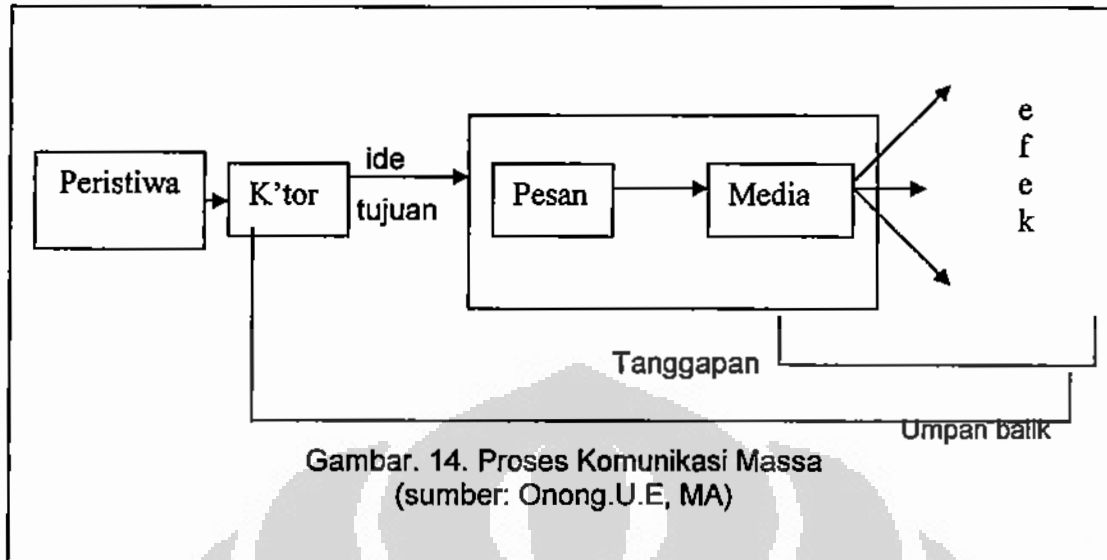 Peristiwa
K'tor
ide
tujuan
Pesan
Media
e
f
e
k
Tanggapan
Umpan balik
Gambar. 14. Proses Komunikasi Massa
(sumber: Onong.U.E, MA)